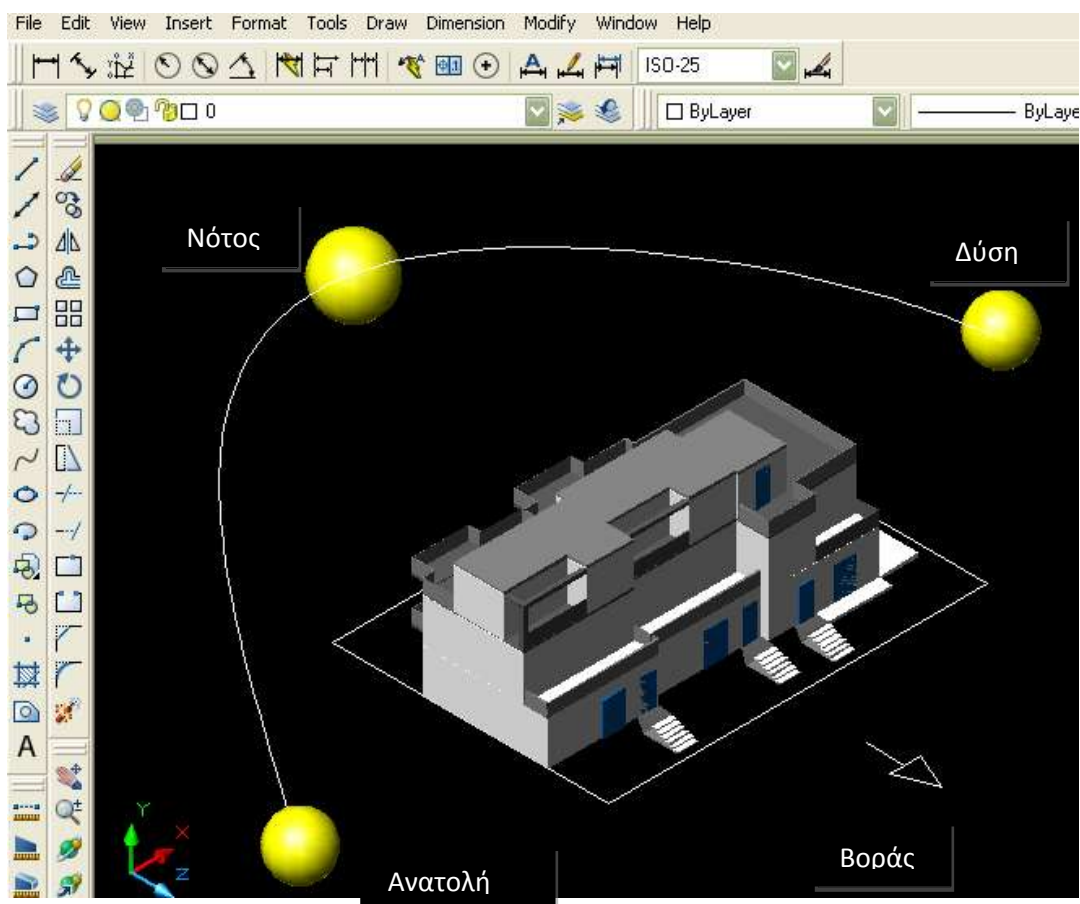 File Edit View Insert Format Tools Draw Dimension Modify Window Help
ISO-25
0 ByLayer ByLaye
Νότος
Δύση
A
Y
X
Z
Βοράς
Ανατολή